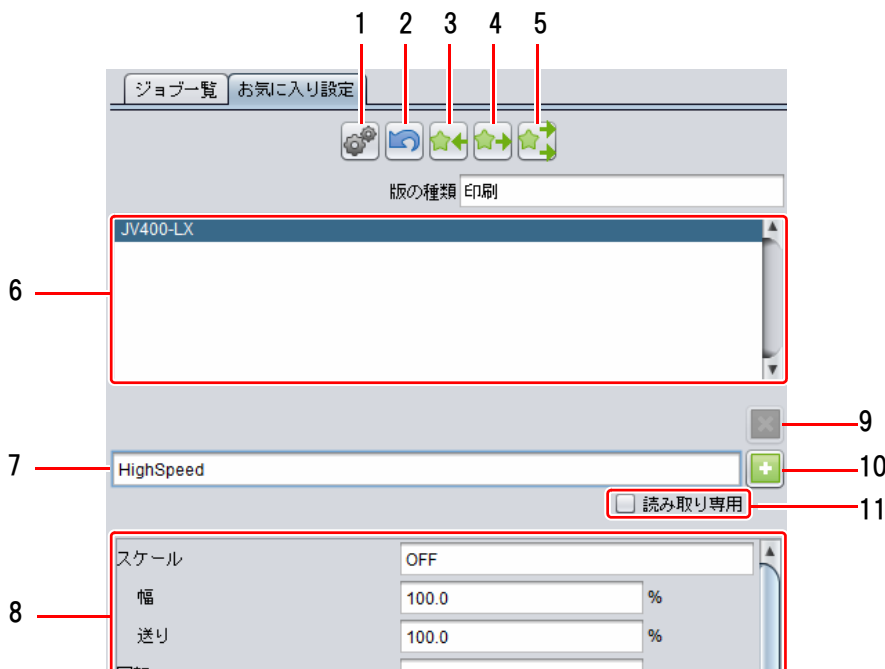 1 2 3 4 5
ジョブ一覧 お気に入り設定
版の種類 印刷
JV400-LX
6
9
7 HighSpeed 10
読み取り専用 11
スケール OFF
幅 100.0 %
8
送り 100.0 %